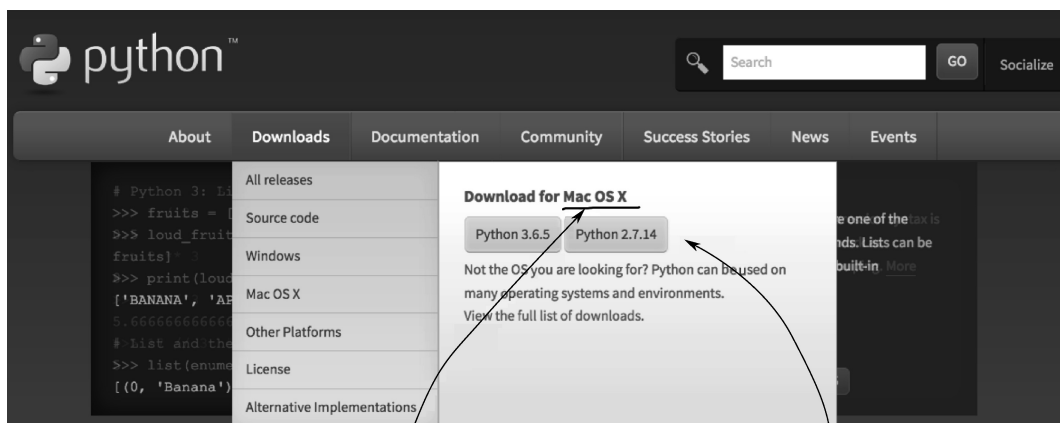 python™
Search
GO
Socialize
About
Downloads
Documentation
Community
Success Stories
News
Events
All releases
Source code
Windows
Mac OS X
Other Platforms
License
Alternative Implementations
Download for Mac OS X
Python 3.6.5
Python 2.7.14
Not the OS you are looking for? Python can be used on
many operating systems and environments.
View the full list of downloads.
# Python 3: Li
>>> fruits = [
>>> loud_fruit
fruits]
>>> print(loud
['BANANA', 'AP
5.666666666666
# List and the
>>> list(enume
[(0, 'Banana')
e one of the
nds. Lists can be
built-in. More